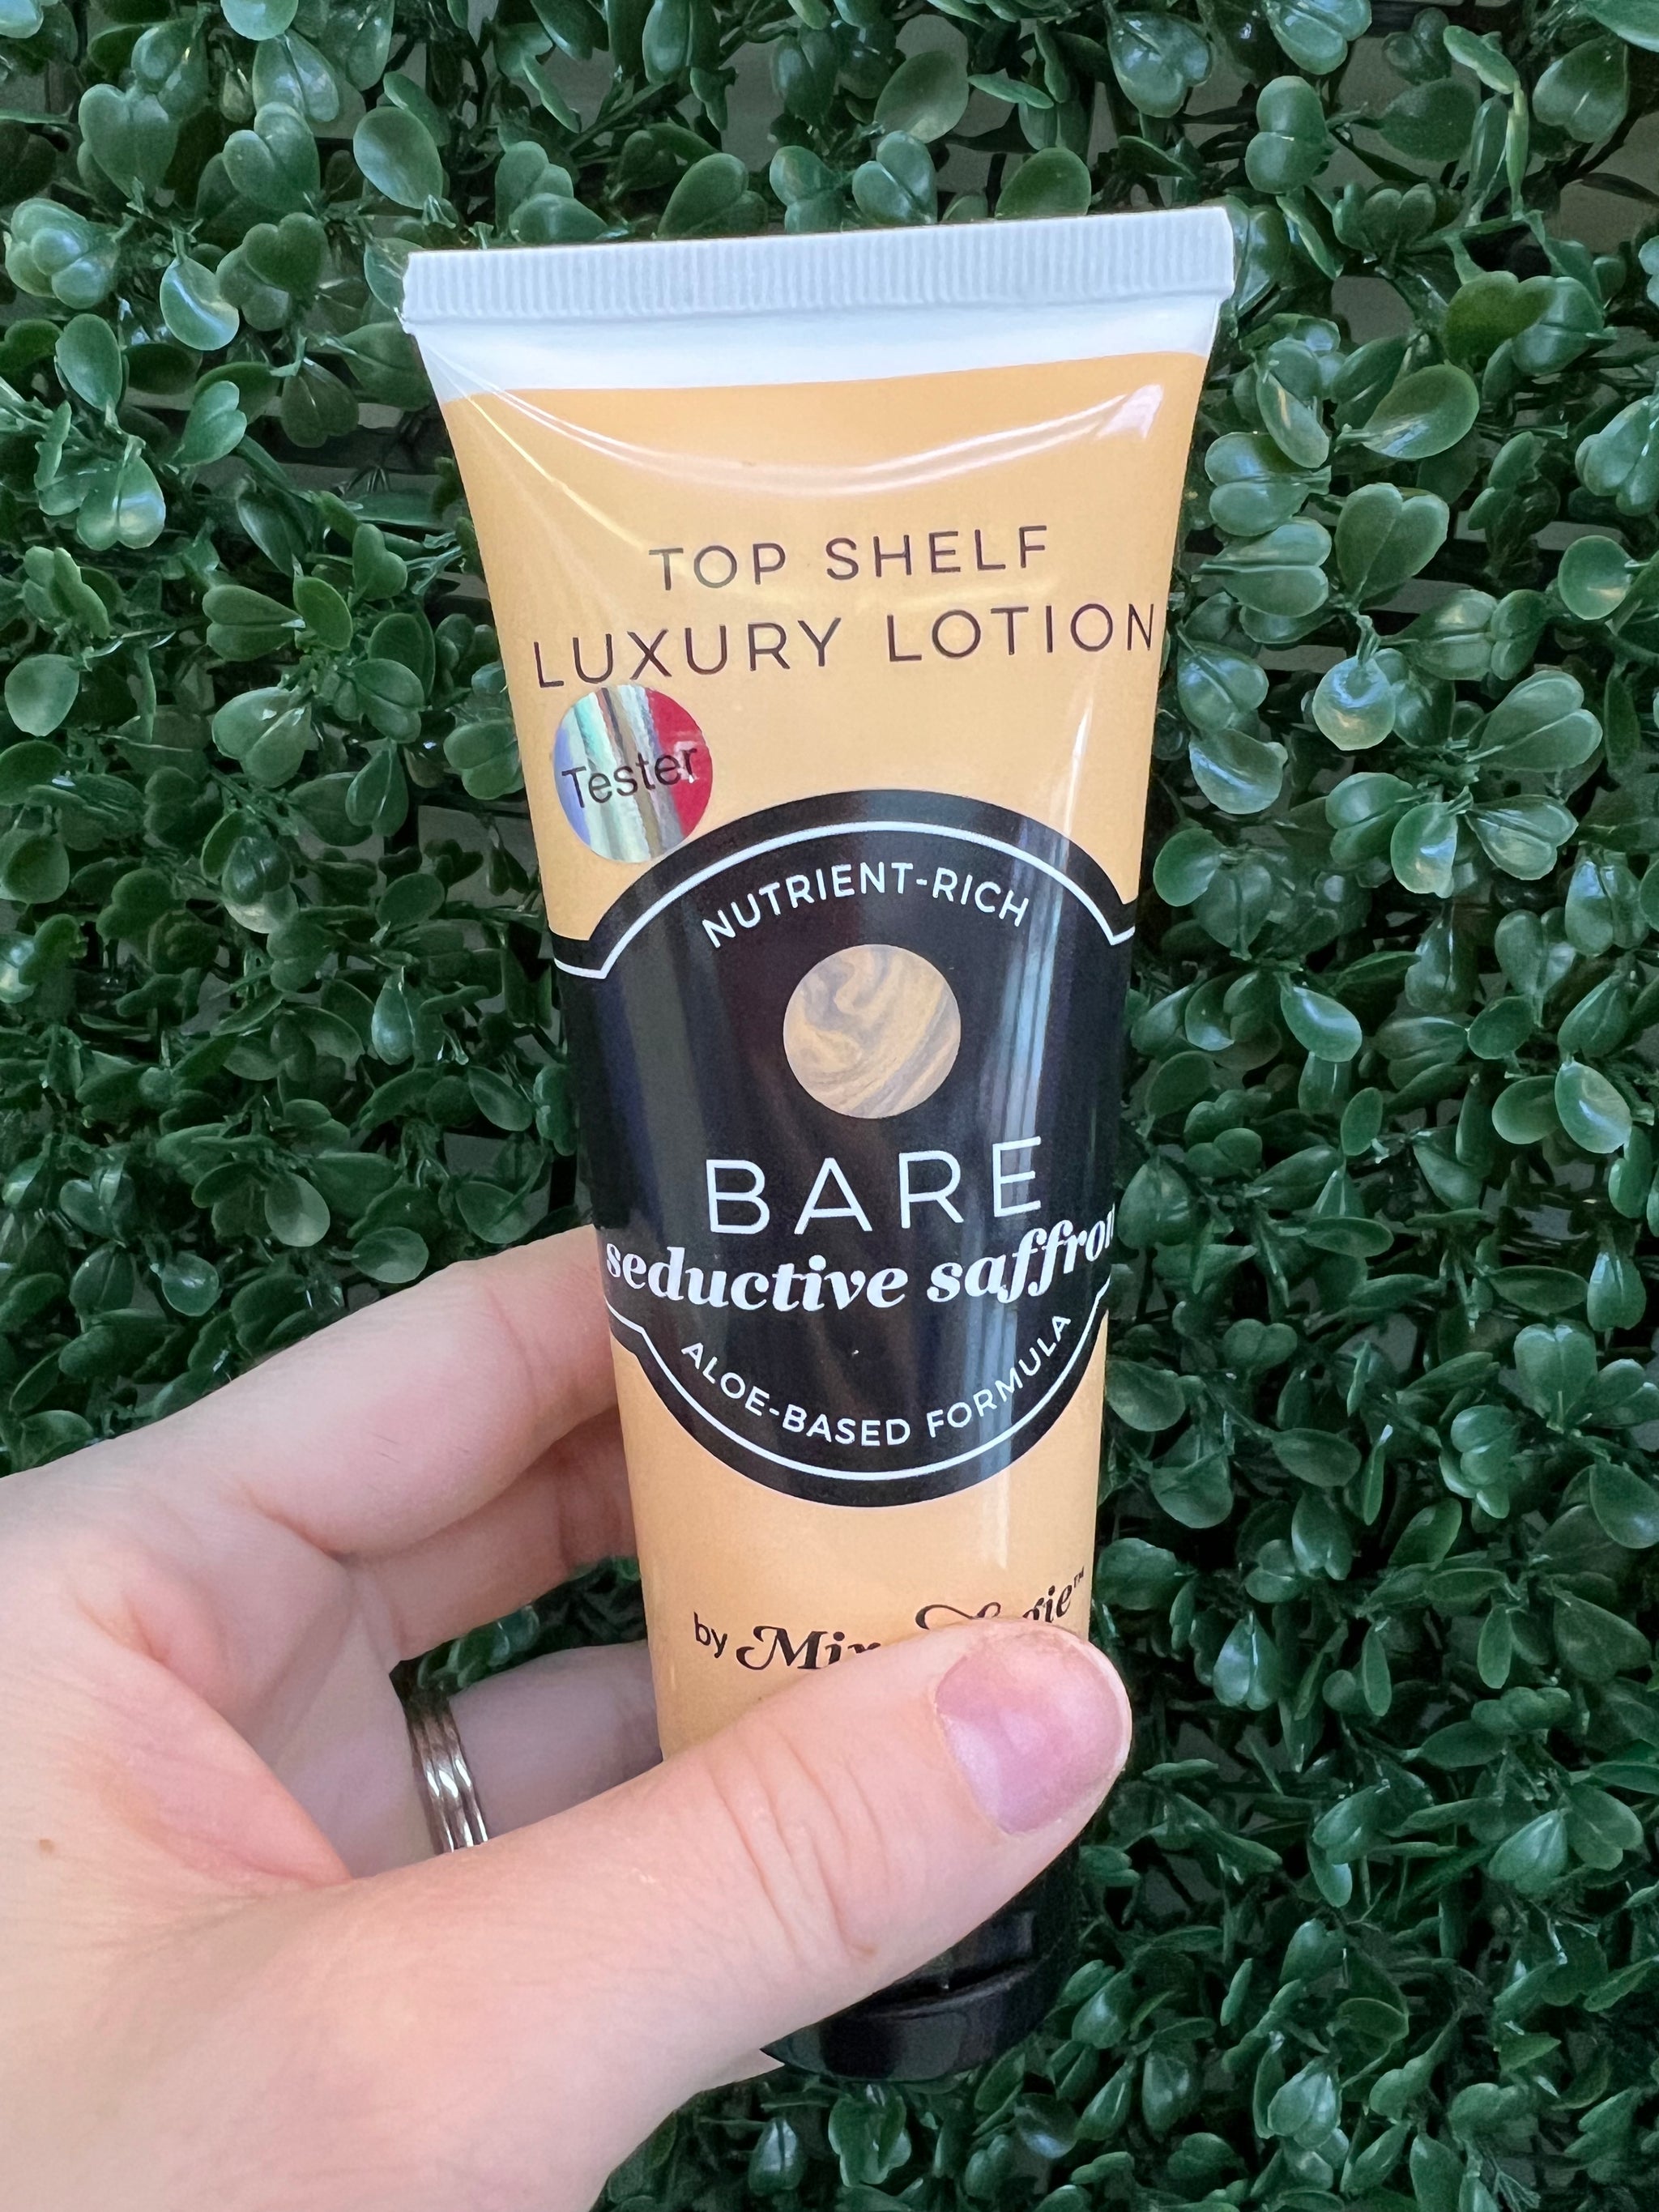 TOP SHELF
LUXURY LOTION
Tester
NUTRIENT-RICH
BARE
seductive saffron
ALOE-BASED FORMULA
by